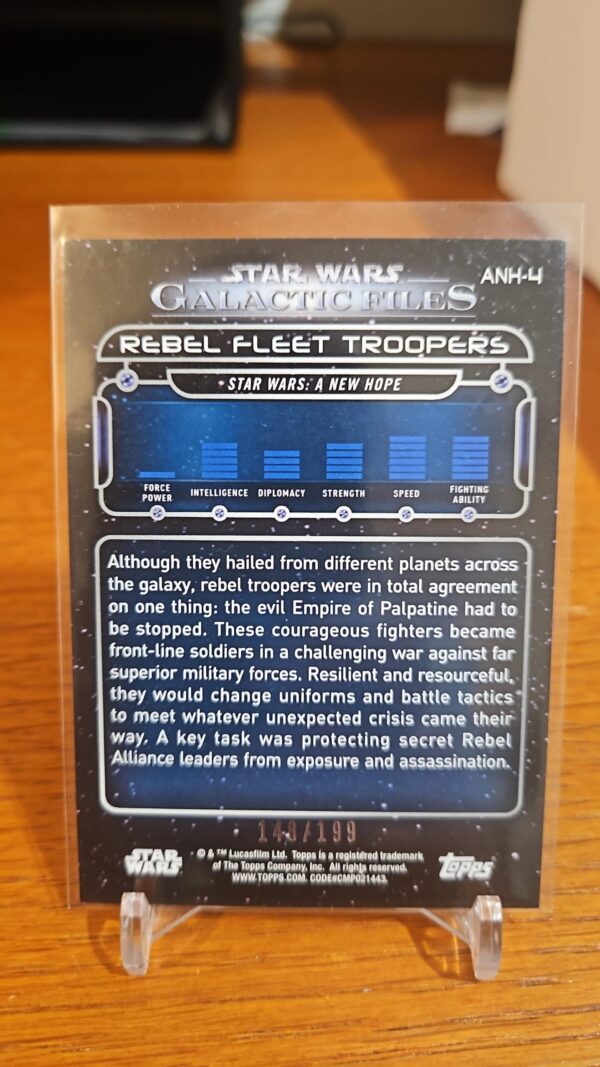 STAR WARS
ANH-4
GALACTIC FILES
REBEL FLEET TROOPERS
STAR WARS: A NEW HOPE
FORCE POWER
INTELLIGENCE
DIPLOMACY
STRENGTH
SPEED
FIGHTING ABILITY
Although they hailed from different planets across
the galaxy, rebel troopers were in total agreement
on one thing: the evil Empire of Palpatine had to
be stopped. These courageous fighters became
front-line soldiers in a challenging war against far
superior military forces. Resilient and resourceful,
they would change uniforms and battle tactics
to meet whatever unexpected crisis came their
way. A key task was protecting secret Rebel
Alliance leaders from exposure and assassination.
STAR WARS
© & ™ Lucasfilm Ltd. Topps is a registered trademark
of The Topps Company, Inc. All rights reserved.
WWW.TOPPS.COM. CODE#CMP021443.
Topps